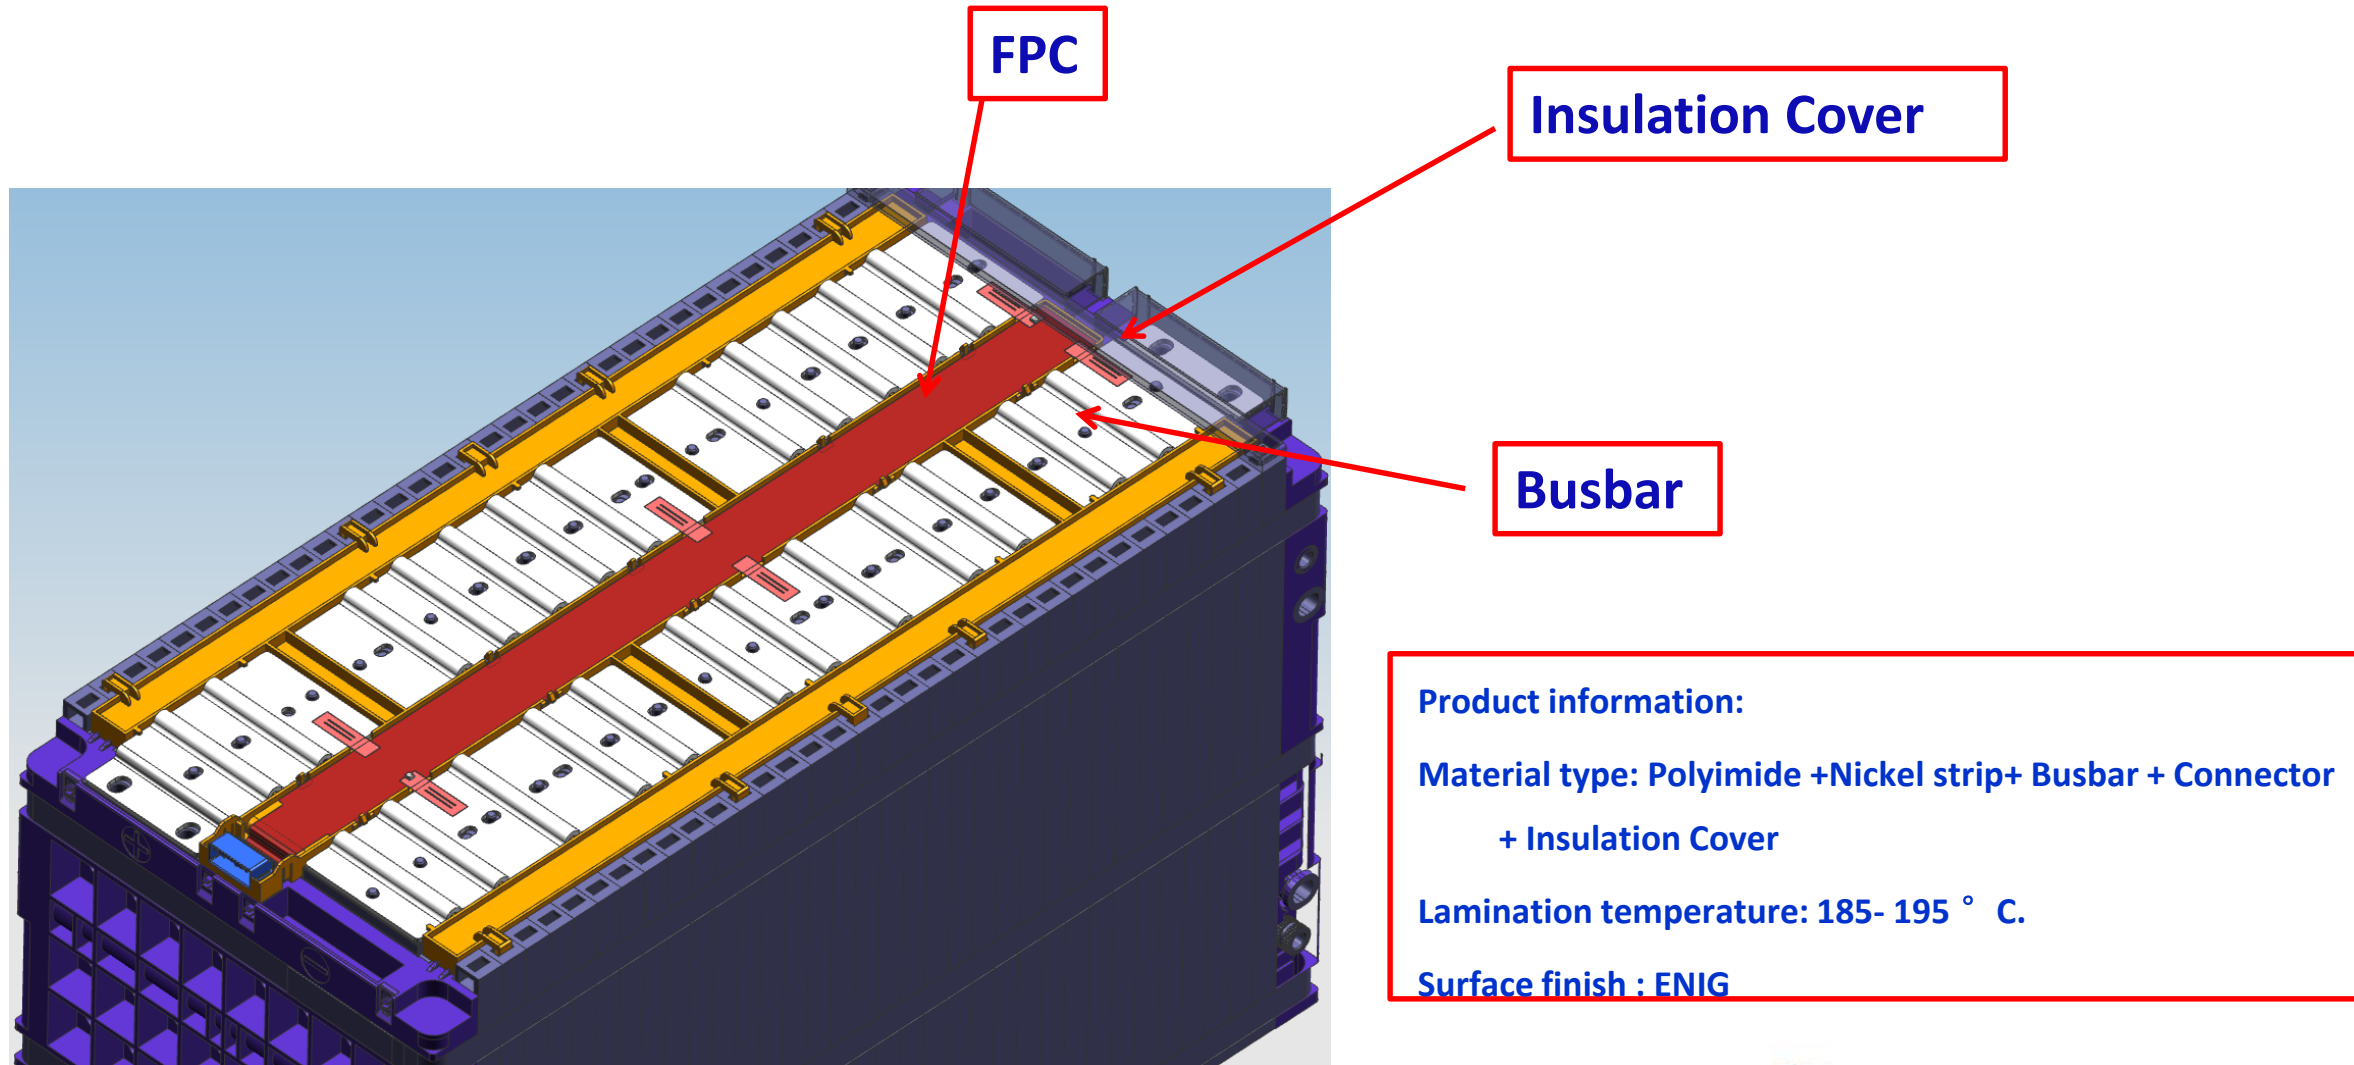 FPC
Insulation Cover
Busbar
Product information:
Material type: Polyimide +Nickel strip+ Busbar + Connector
+ Insulation Cover
Lamination temperature: 185- 195 ° C.
Surface finish : ENIG